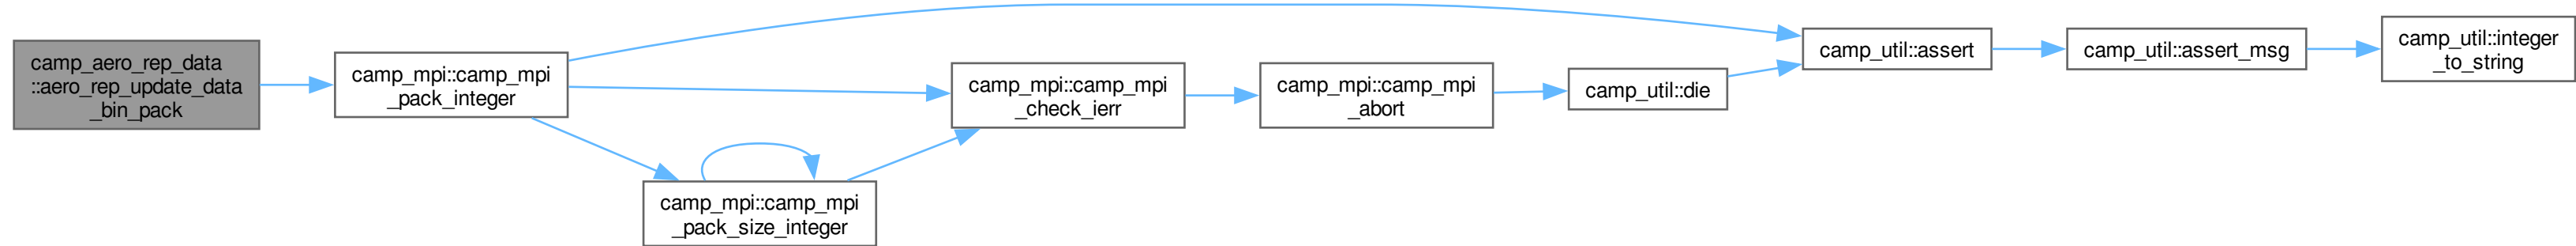 camp_aero_rep_data
::aero_rep_update_data
_bin_pack
camp_mpi::camp_mpi
_pack_integer
camp_mpi::camp_mpi
_pack_size_integer
camp_mpi::camp_mpi
_check_ierr
camp_mpi::camp_mpi
_abort
camp_util::die
camp_util::assert
camp_util::assert_msg
camp_util::integer
_to_string